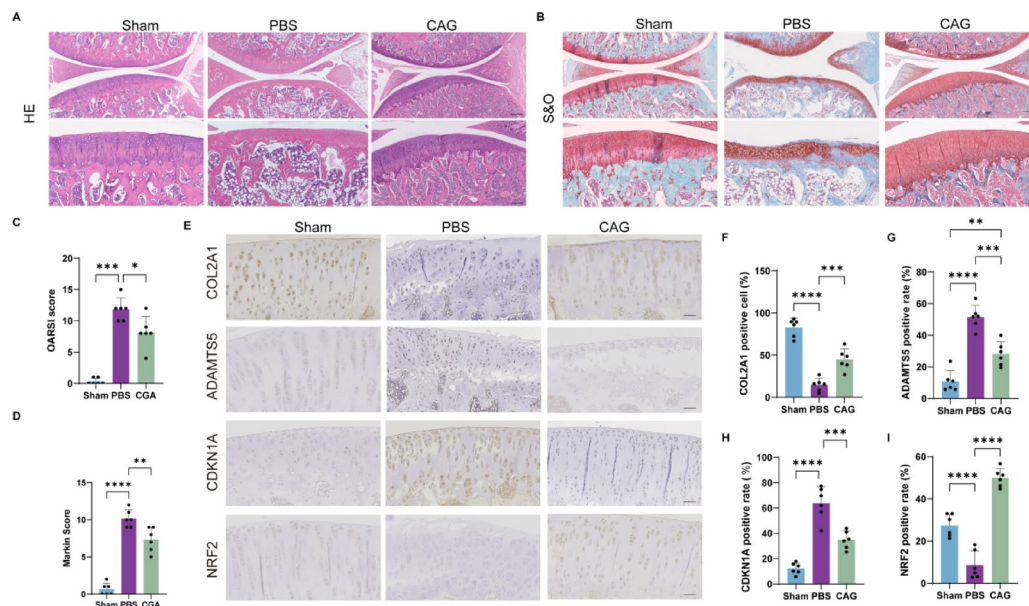 A
Sham
PBS
CAG
HE
B
Sham
PBS
CAG
S&O
C
OARSI score
20
15
10
5
0
***
*
Sham
PBS
CGA
D
Markin Score
20
15
10
5
0
****
**
Sham
PBS
CGA
E
Sham
PBS
CAG
COL2A1
ADAMTS5
CDKN1A
NRF2
F
COL2A1 positive cell (%)
150
100
50
0
****
***
Sham
PBS
CAG
G
ADAMTS5 positive rate (%)
80
60
40
20
0
**
***
****
Sham
PBS
CAG
H
CDKN1A positive rate (%)
100
80
60
40
20
0
****
***
Sham
PBS
CAG
I
NRF2 positive rate (%)
60
40
20
0
****
****
Sham
PBS
CAG